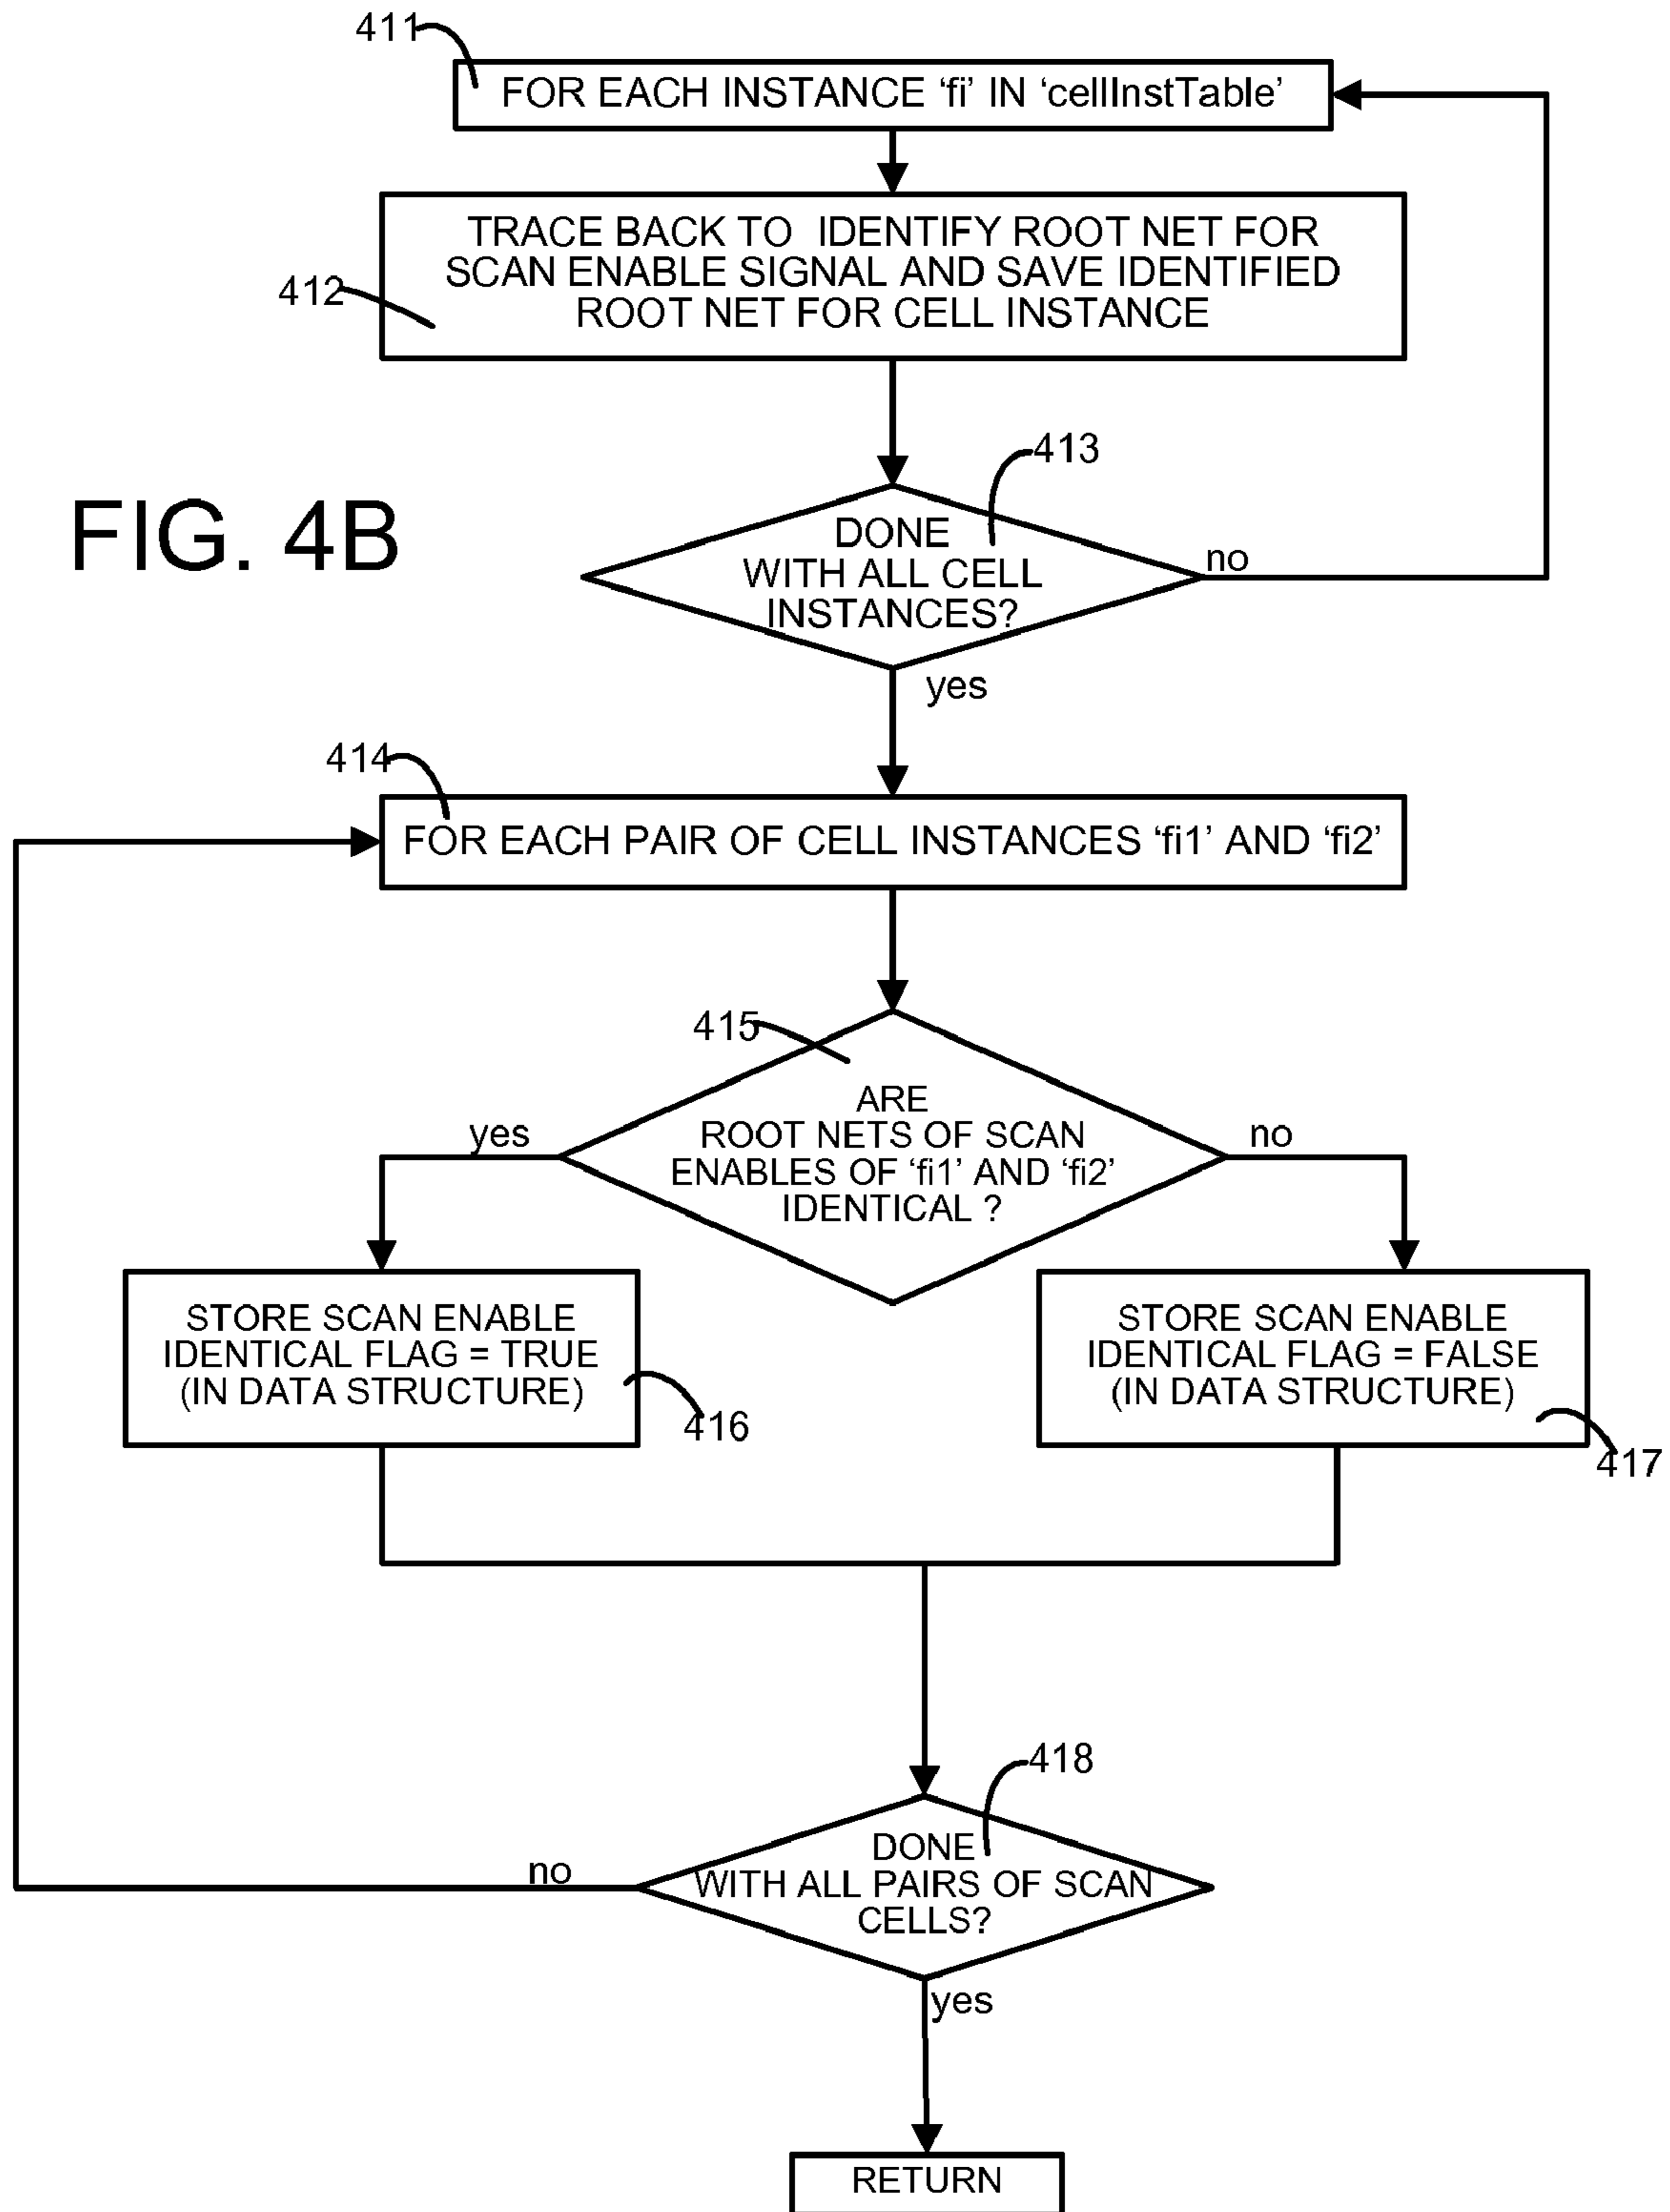 411
FOR EACH INSTANCE ‘fi’ IN ‘cellInstTable’
TRACE BACK TO IDENTIFY ROOT NET FOR
SCAN ENABLE SIGNAL AND SAVE IDENTIFIED
ROOT NET FOR CELL INSTANCE
412
413
FIG. 4B
DONE
WITH ALL CELL
INSTANCES?
no
yes
414
FOR EACH PAIR OF CELL INSTANCES ‘fi1’ AND ‘fi2’
415
ARE
ROOT NETS OF SCAN
ENABLES OF ‘fi1’ AND ‘fi2’
IDENTICAL ?
yes
no
STORE SCAN ENABLE
IDENTICAL FLAG = TRUE
(IN DATA STRUCTURE)
416
STORE SCAN ENABLE
IDENTICAL FLAG = FALSE
(IN DATA STRUCTURE)
417
418
DONE
WITH ALL PAIRS OF SCAN
CELLS?
no
yes
RETURN